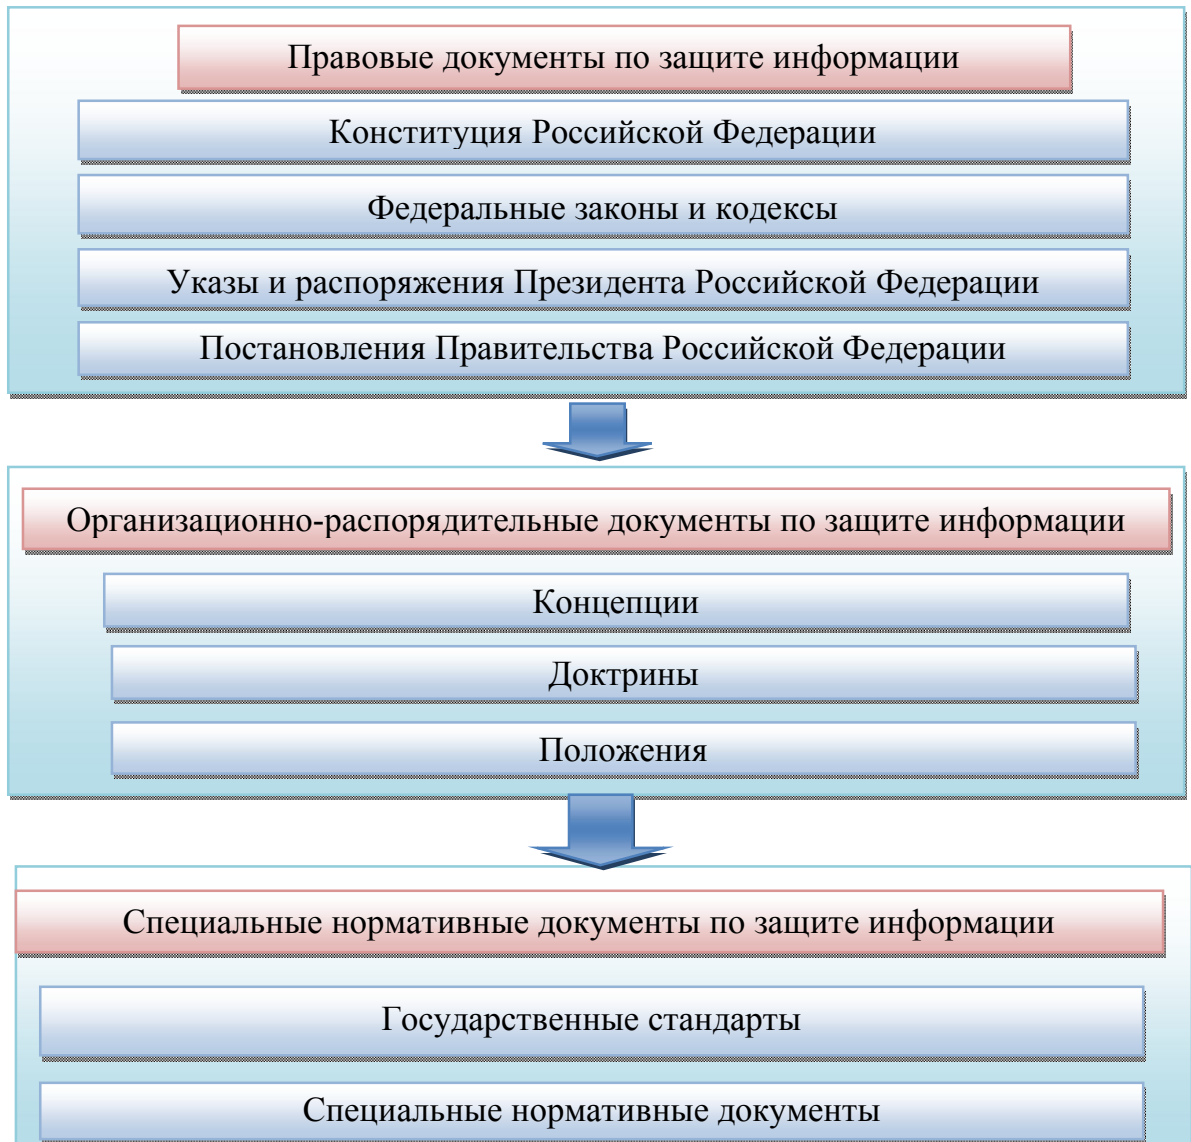 Правовые документы по защите информации
Конституция Российской Федерации
Федеральные законы и кодексы
Указы и распоряжения Президента Российской Федерации
Постановления Правительства Российской Федерации
Организационно-распорядительные документы по защите информации
Концепции
Доктрины
Положения
Специальные нормативные документы по защите информации
Государственные стандарты
Специальные нормативные документы